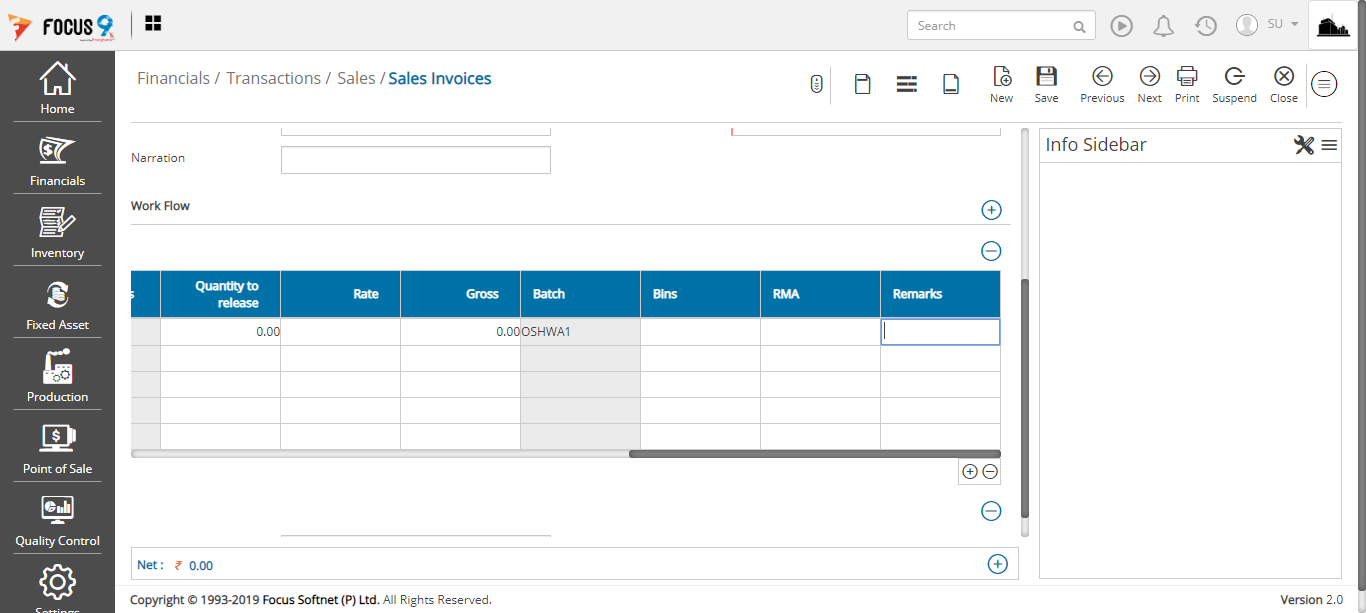 FOCUS 9
Search
SU
Home
Financials
Inventory
Fixed Asset
Production
Point of Sale
Quality Control
Settings
Financials / Transactions / Sales / Sales Invoices
New
Save
Previous
Next
Print
Suspend
Close
Narration
Info Sidebar
Work Flow
s
Quantity to
release
Rate
Gross
Batch
Bins
RMA
Remarks
0.00
0.00
OSHWA1
Net : ₹ 0.00
Copyright © 1993-2019 Focus Softnet (P) Ltd. All Rights Reserved.
Version 2.0